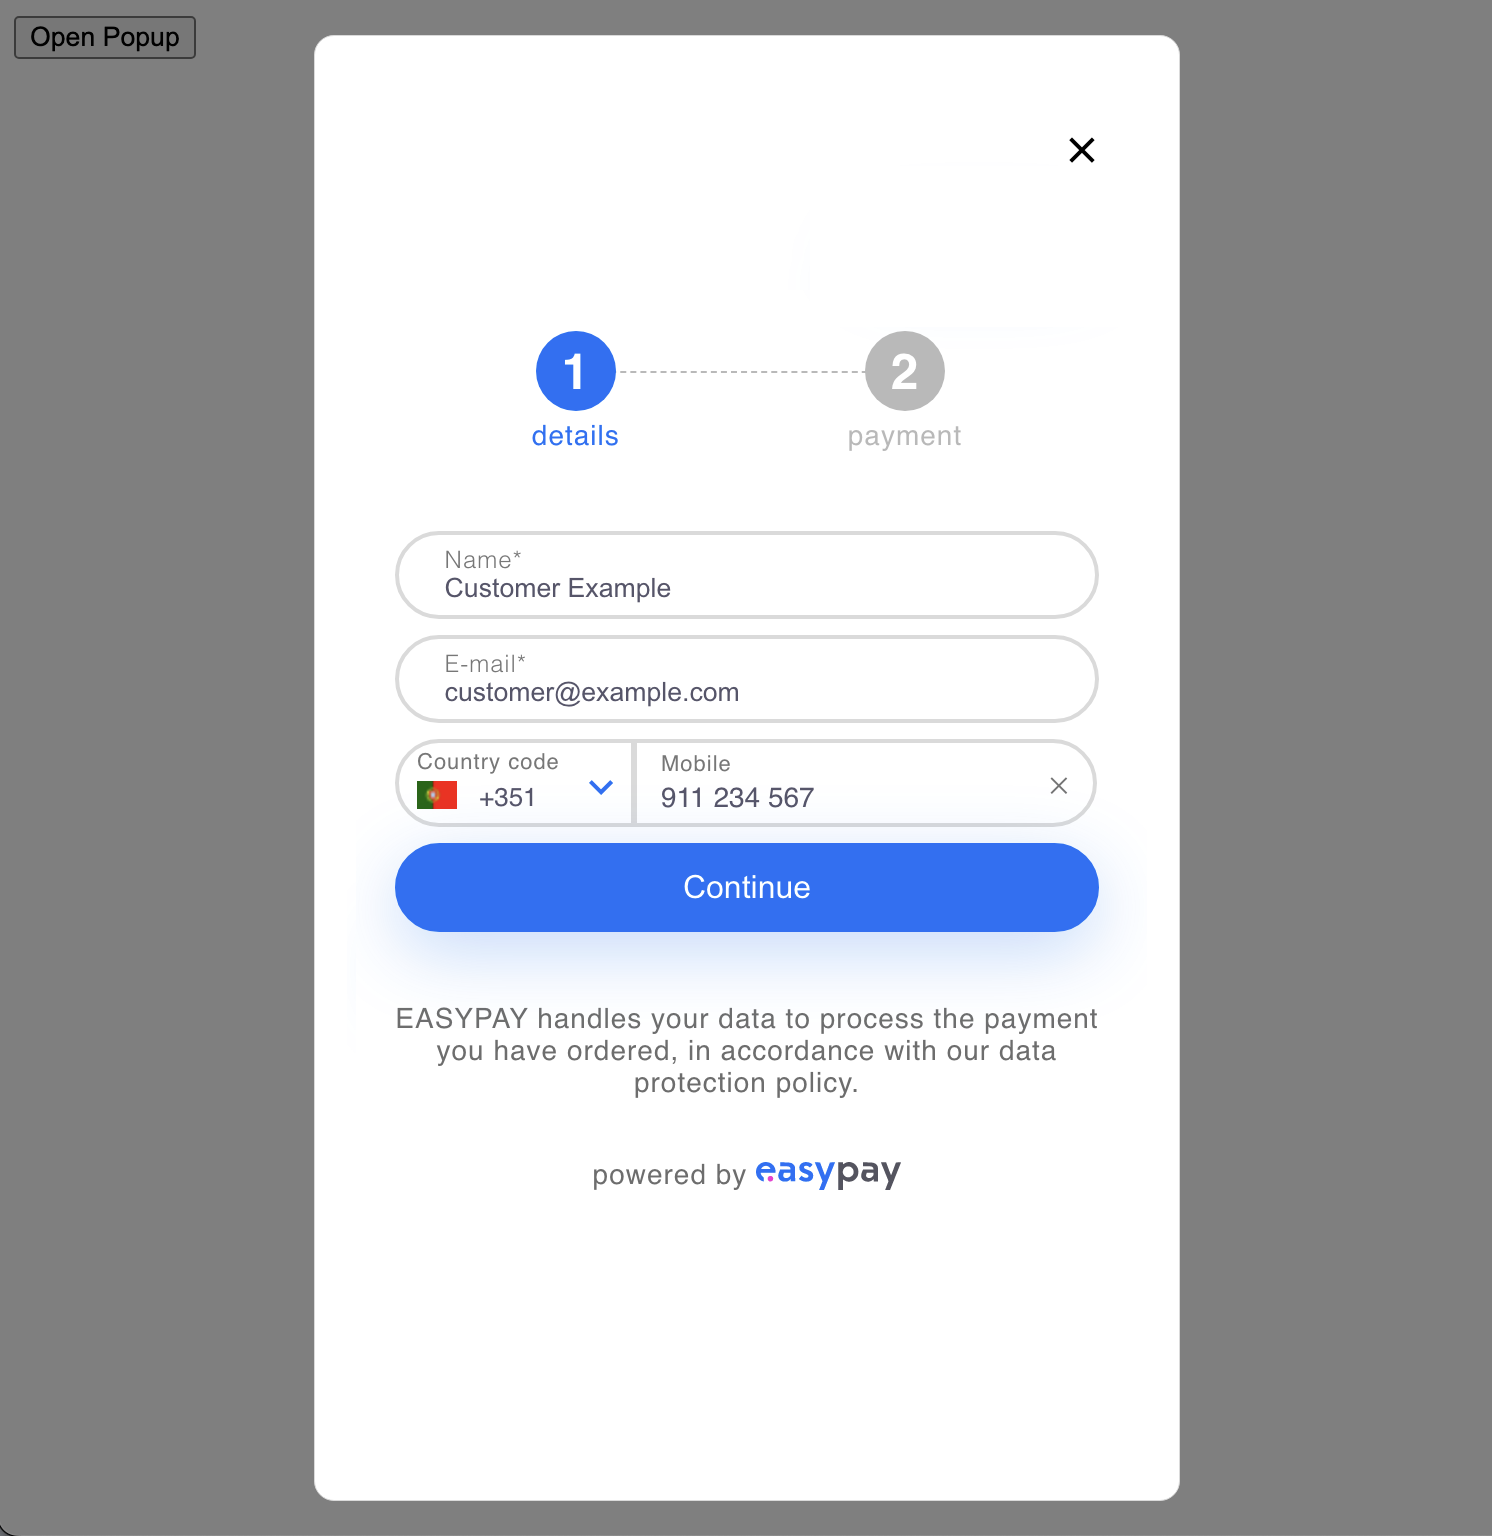 Open Popup
1
2
details
payment
Name*
Customer Example
E-mail*
customer@example.com
Country code
+351
Mobile
911 234 567
Continue
EASYPAY handles your data to process the payment
you have ordered, in accordance with our data
protection policy.
powered by easypay